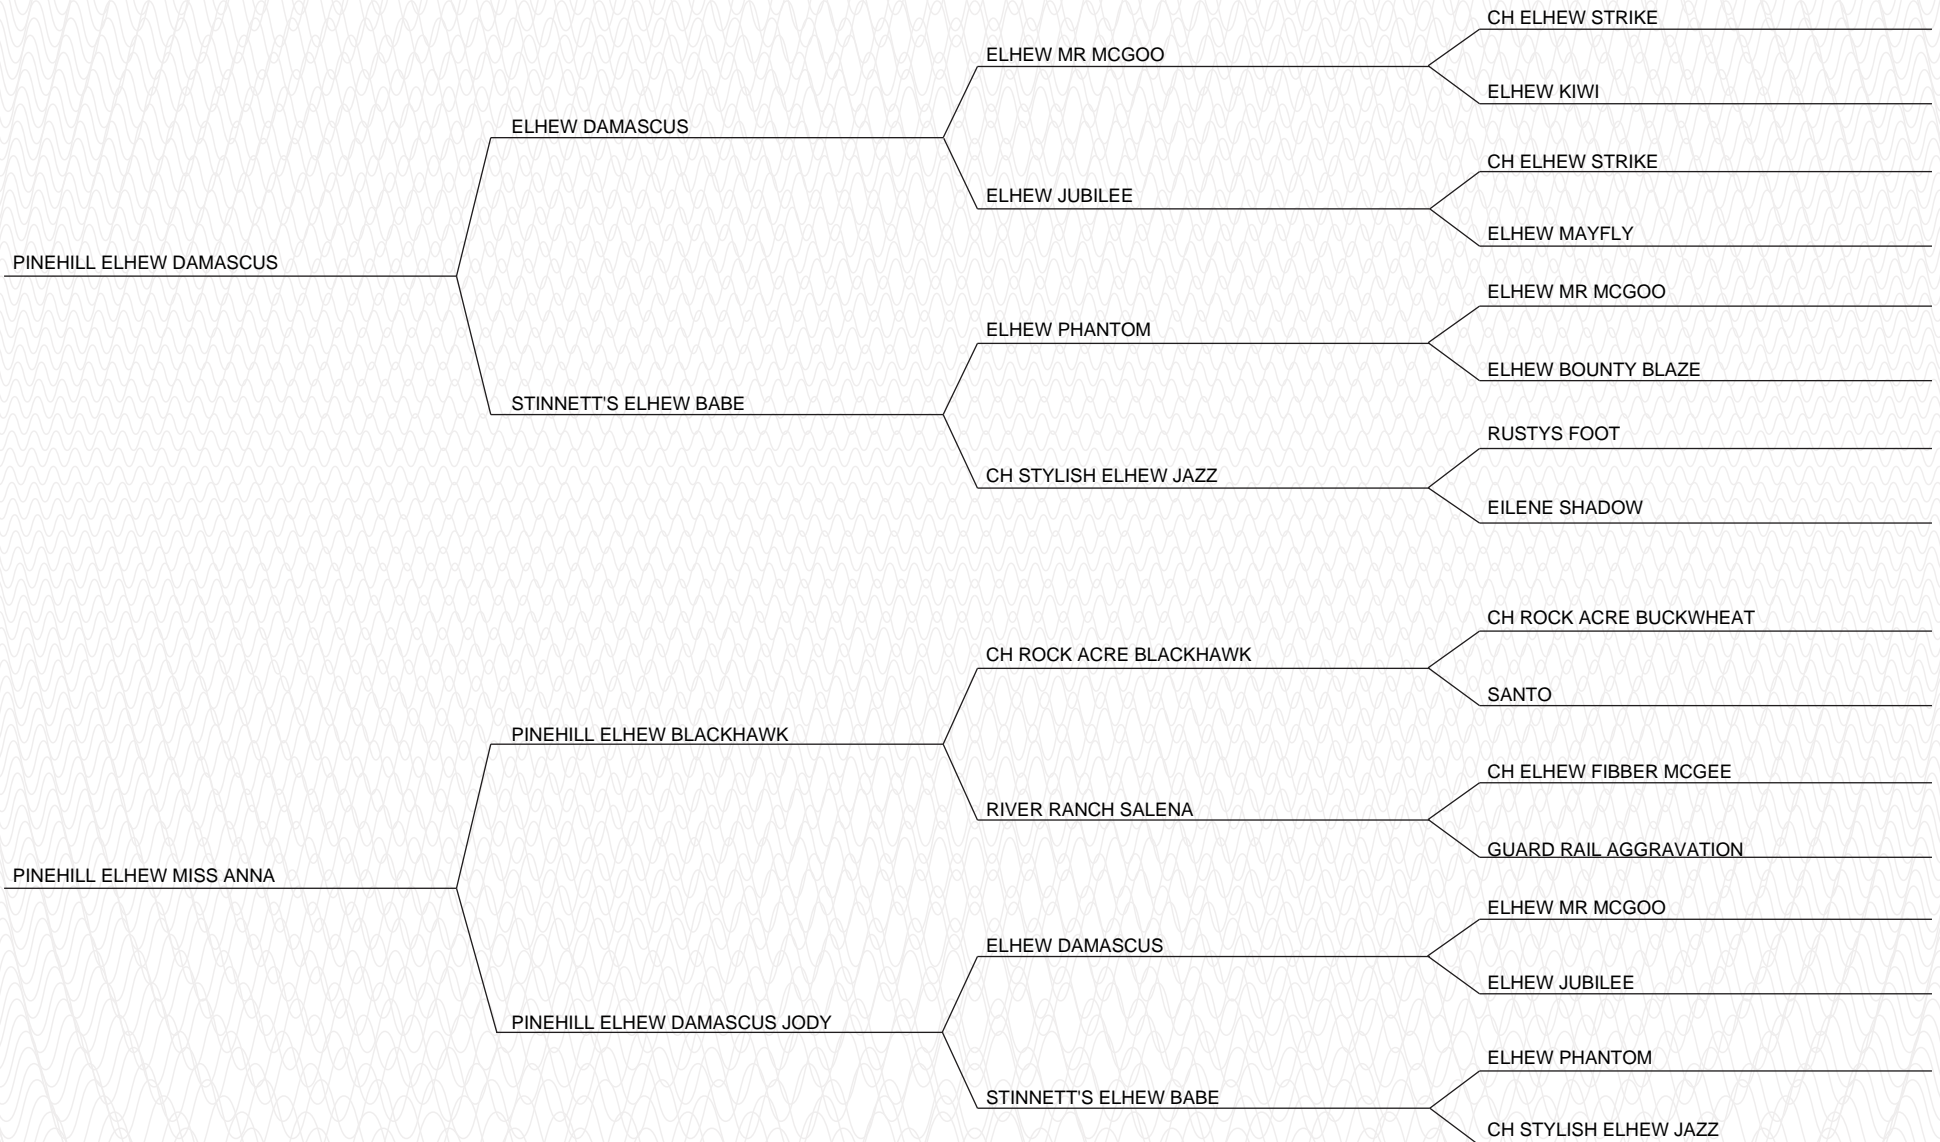 CH ELHEW STRIKE
ELHEW MR MCGOO
ELHEW KIWI
ELHEW DAMASCUS
CH ELHEW STRIKE
ELHEW JUBILEE
ELHEW MAYFLY
PINEHILL ELHEW DAMASCUS
ELHEW MR MCGOO
ELHEW PHANTOM
ELHEW BOUNTY BLAZE
STINNETT'S ELHEW BABE
RUSTYS FOOT
CH STYLISH ELHEW JAZZ
EILENE SHADOW
CH ROCK ACRE BUCKWHEAT
CH ROCK ACRE BLACKHAWK
SANTO
PINEHILL ELHEW BLACKHAWK
CH ELHEW FIBBER MCGEE
RIVER RANCH SALENA
GUARD RAIL AGGRAVATION
PINEHILL ELHEW MISS ANNA
ELHEW MR MCGOO
ELHEW DAMASCUS
ELHEW JUBILEE
PINEHILL ELHEW DAMASCUS JODY
ELHEW PHANTOM
STINNETT'S ELHEW BABE
CH STYLISH ELHEW JAZZ